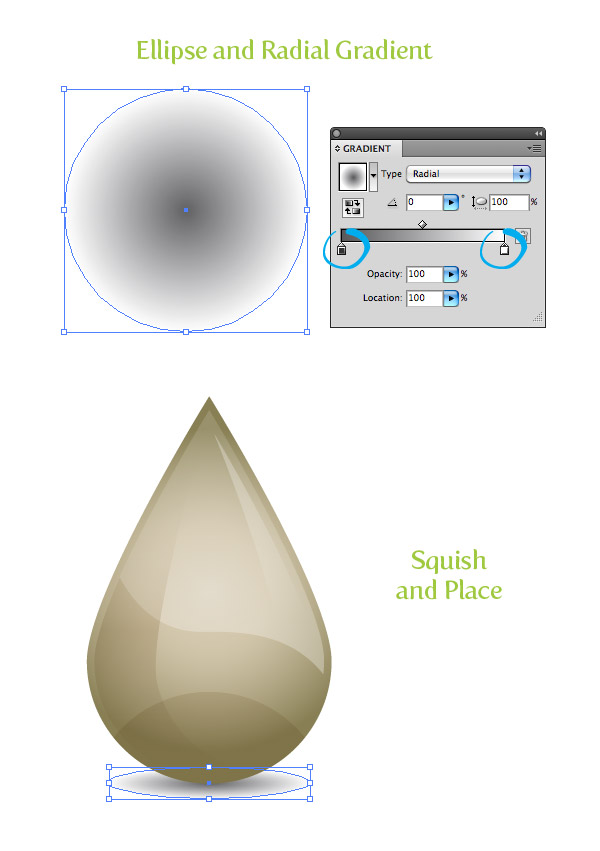 Ellipse and Radial Gradient
GRADIENT
Type Radial
0 ° 100 %
Opacity: 100 %
Location: 100 %
Squish
and Place